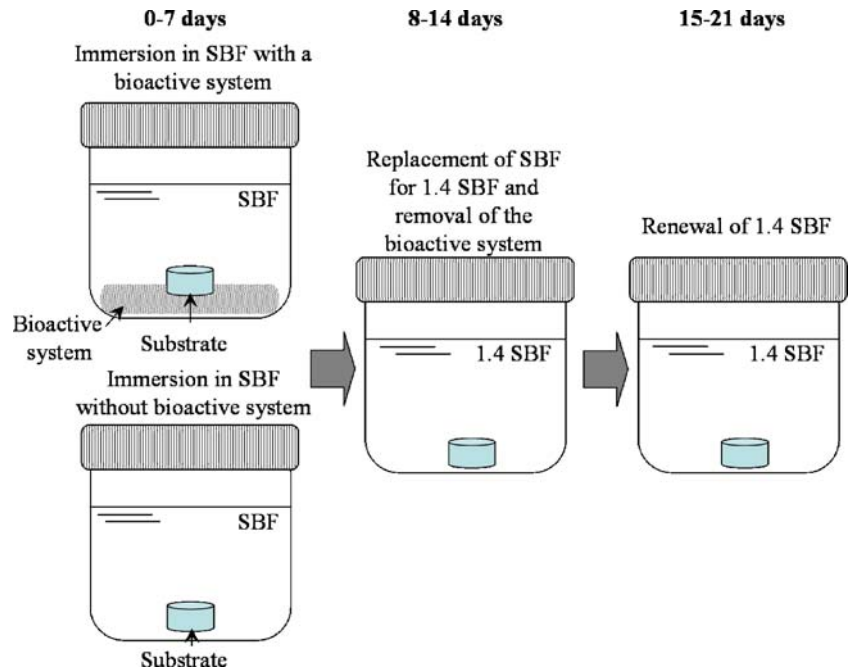 0-7 days
Immersion in SBF with a
bioactive system
SBF
Bioactive
system
Substrate
Immersion in SBF
without bioactive system
SBF
Substrate
8-14 days
Replacement of SBF
for 1.4 SBF and
removal of the
bioactive system
1.4 SBF
15-21 days
Renewal of 1.4 SBF
1.4 SBF